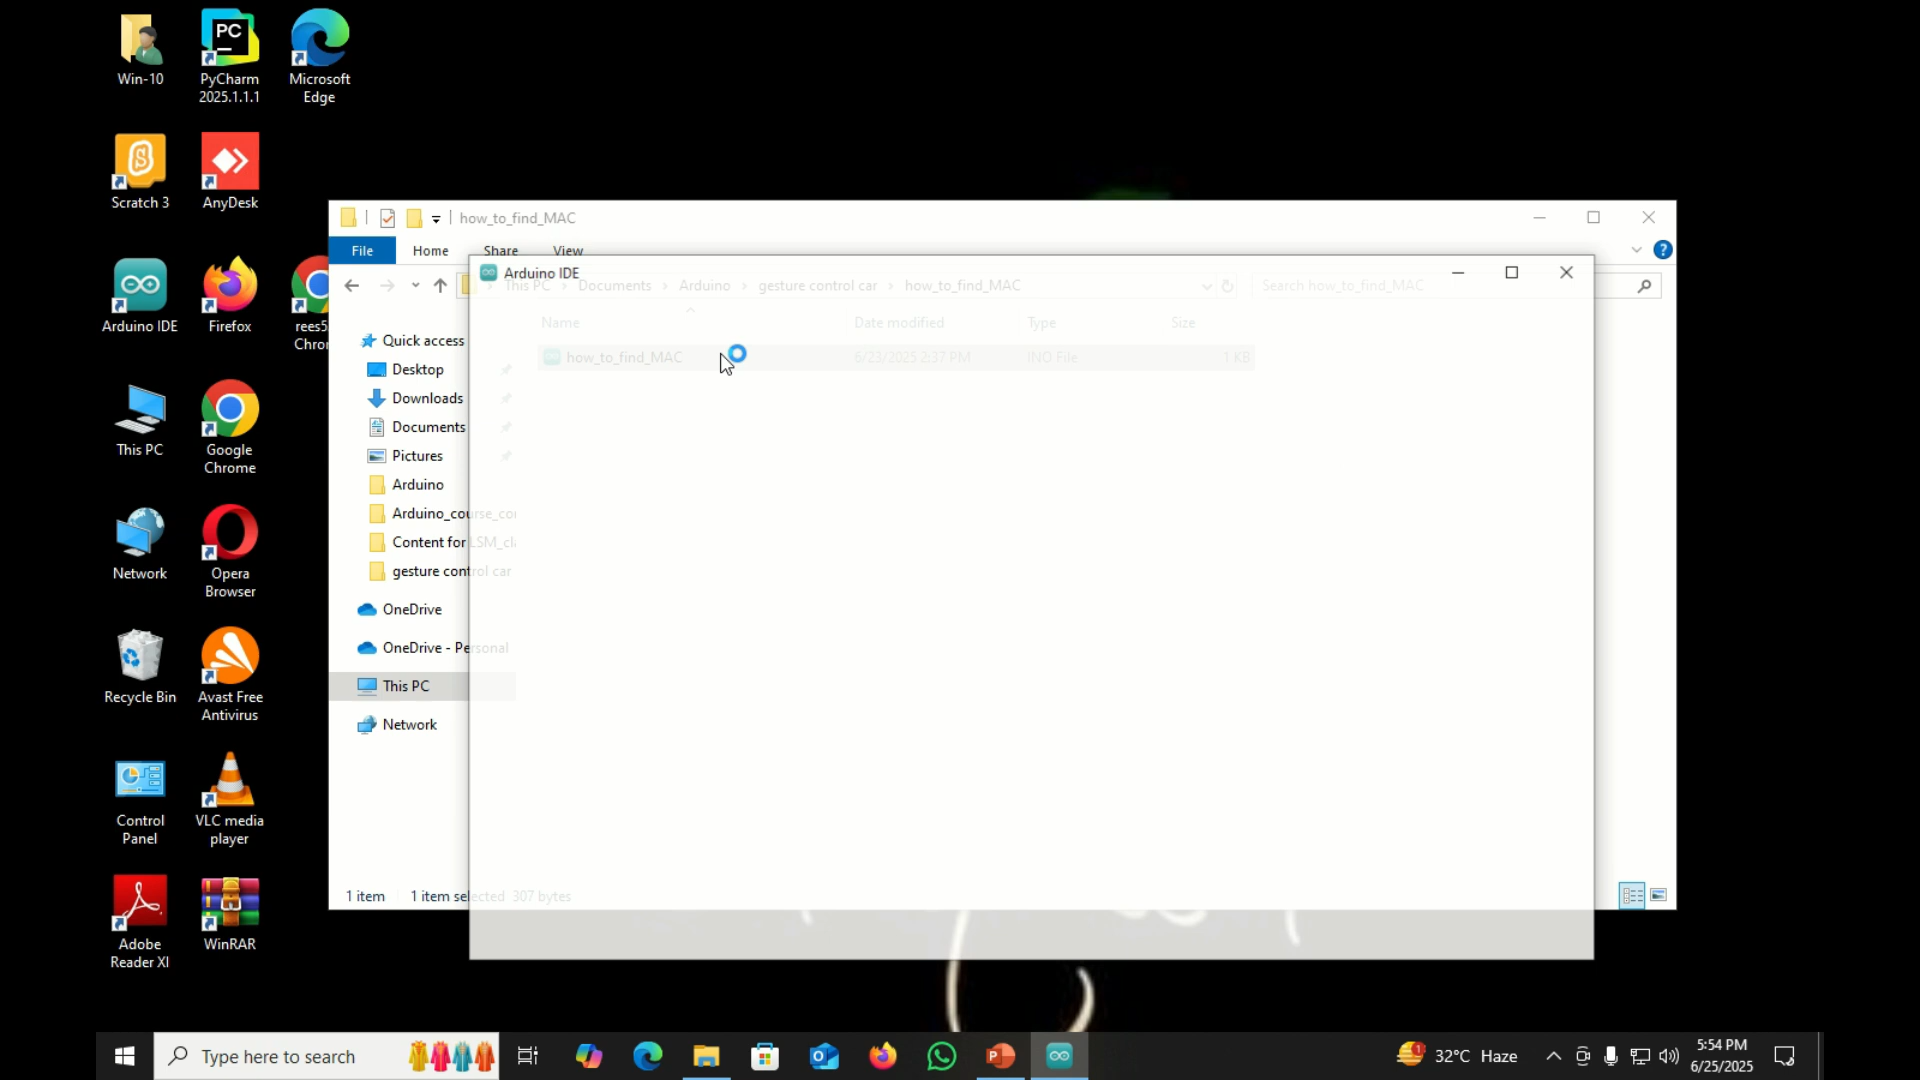 Win-10
PyCharm
2025.1.1.1
Microsoft
Edge
Scratch 3
AnyDesk
Arduino IDE
Firefox
rees5
Chror
This PC
Google
Chrome
Network
Opera
Browser
Recycle Bin
Avast Free
Antivirus
Control
Panel
VLC media
player
Adobe
Reader XI
WinRAR
how_to_find_MAC
File
Home
Share
View
Arduino IDE
This PC
Documents
Arduino
gesture control car
how_to_find_MAC
Search how_to_find_MAC
Name
Date modified
Type
Size
how_to_find_MAC
6/23/2025 2:37 PM
INO File
1 KB
Quick access
Desktop
Downloads
Documents
Pictures
Arduino
Arduino_course_cou
Content for LSM_cla
gesture control car
OneDrive
OneDrive - Personal
This PC
Network
1 item
1 item selected 307 bytes
Type here to search
32°C Haze
5:54 PM
6/25/2025